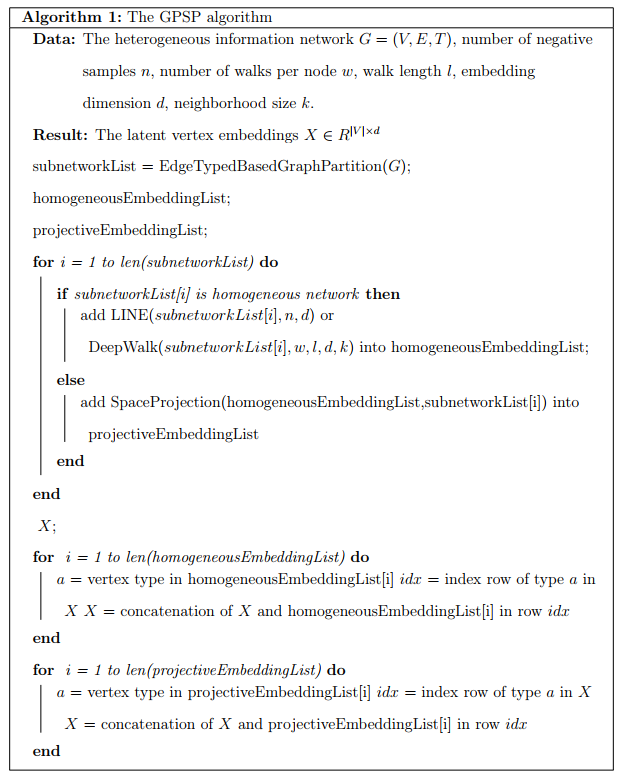 Algorithm 1: The GPSP algorithm
Data: The heterogeneous information network G = (V, E, T), number of negative
samples n, number of walks per node w, walk length l, embedding
dimension d, neighborhood size k.
Result: The latent vertex embeddings X ∈ R^{|V|×d}
subnetworkList = EdgeTypedBasedGraphPartition(G);
homogeneousEmbeddingList;
projectiveEmbeddingList;
for i = 1 to len(subnetworkList) do
if subnetworkList[i] is homogeneous network then
add LINE(subnetworkList[i], n, d) or
DeepWalk(subnetworkList[i], w, l, d, k) into homogeneousEmbeddingList;
else
add SpaceProjection(homogeneousEmbeddingList,subnetworkList[i]) into
projectiveEmbeddingList
end
end
X;
for i = 1 to len(homogeneousEmbeddingList) do
a = vertex type in homogeneousEmbeddingList[i] idx = index row of type a in
X X = concatenation of X and homogeneousEmbeddingList[i] in row idx
end
for i = 1 to len(projectiveEmbeddingList) do
a = vertex type in projectiveEmbeddingList[i] idx = index row of type a in X
X = concatenation of X and projectiveEmbeddingList[i] in row idx
end